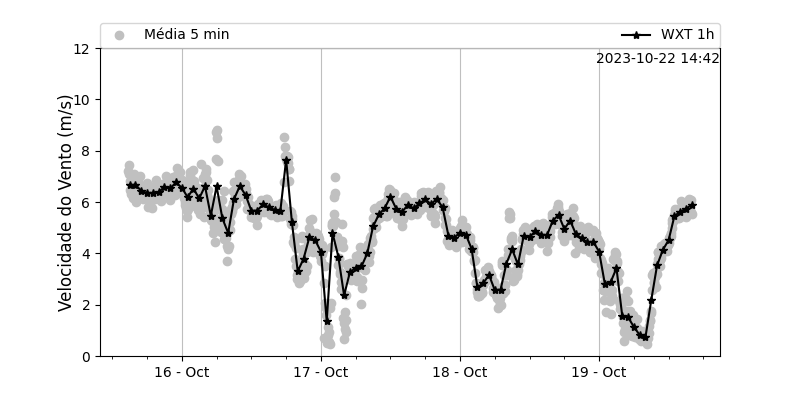 Média 5 min
WXT 1h
2023-10-22 14:42
Velocidade do Vento (m/s)
12
10
8
6
4
2
0
16 - Oct
17 - Oct
18 - Oct
19 - Oct